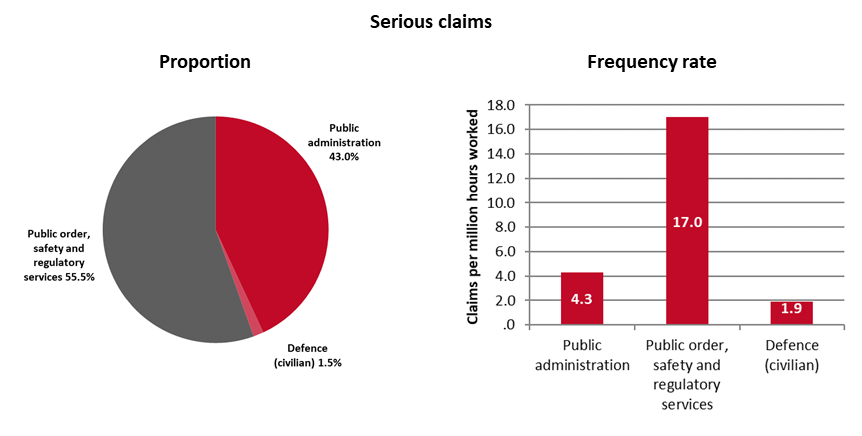 Serious claims
Proportion
Public
administration
43.0%
Public order,
safety and
regulatory
services 55.5%
Defence
(civilian) 1.5%
Frequency rate
Claims per million hours worked
18.0
16.0
14.0
12.0
10.0
8.0
6.0
4.0
2.0
.0
4.3
17.0
1.9
Public
administration
Public order,
safety and
regulatory
services
Defence
(civilian)